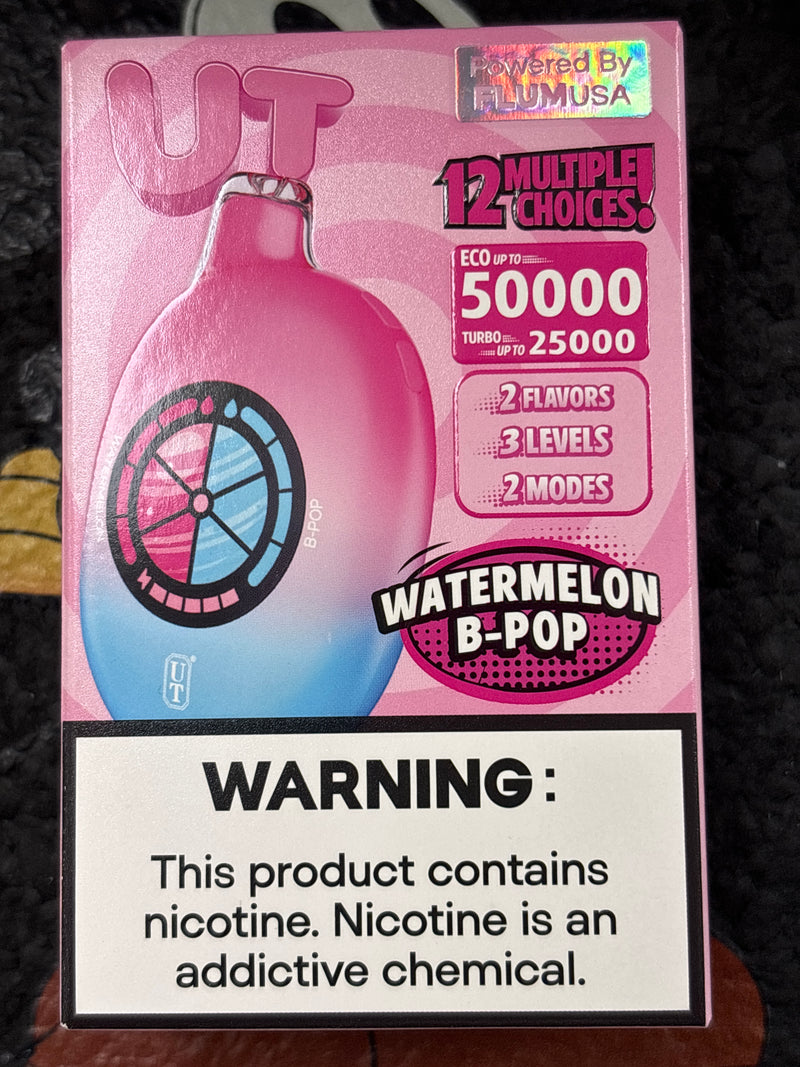 UT
Powered By
FLUMUSA
12 MULTIPLE
CHOICES!
ECO UP TO
50000
TURBO
UP TO 25000
2 FLAVORS
3 LEVELS
2 MODES
B-POP
WATERMELON
B-POP
UT®
WARNING:
This product contains
nicotine. Nicotine is an
addictive chemical.